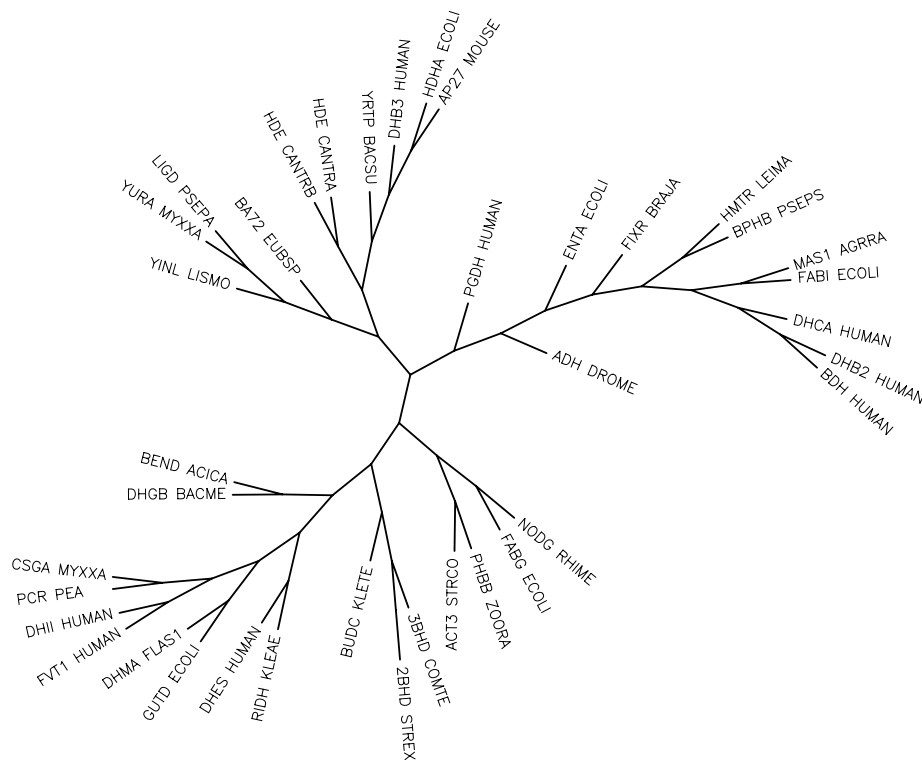 HDHA ECOLI
AP27 MOUSE
DHB3 HUMAN
YRTP BACSU
HDE CANTRA
HDE CANTRB
LIGD PSEPA
YURA MYXXA
BA72 EUBSP
YINL LISMO
PGDH HUMAN
ENTA ECOLI
FIXR BRAJA
HMTR LEIMA
BPHB PSEPS
MAS1 AGRRA
FABI ECOLI
DHCA HUMAN
DHB2 HUMAN
BDH HUMAN
ADH DROME
BEND ACICA
DHGB BACME
CSGA MYXXA
PCR PEA
DHII HUMAN
FVT1 HUMAN
DHMA FLAS1
GUTD ECOLI
DHES HUMAN
RIDH KLEAE
BUDC KLETE
2BHD STREX
3BHD COMTE
ACT3 STRCO
PHBB ZOORA
FABG ECOLI
NODG RHIME